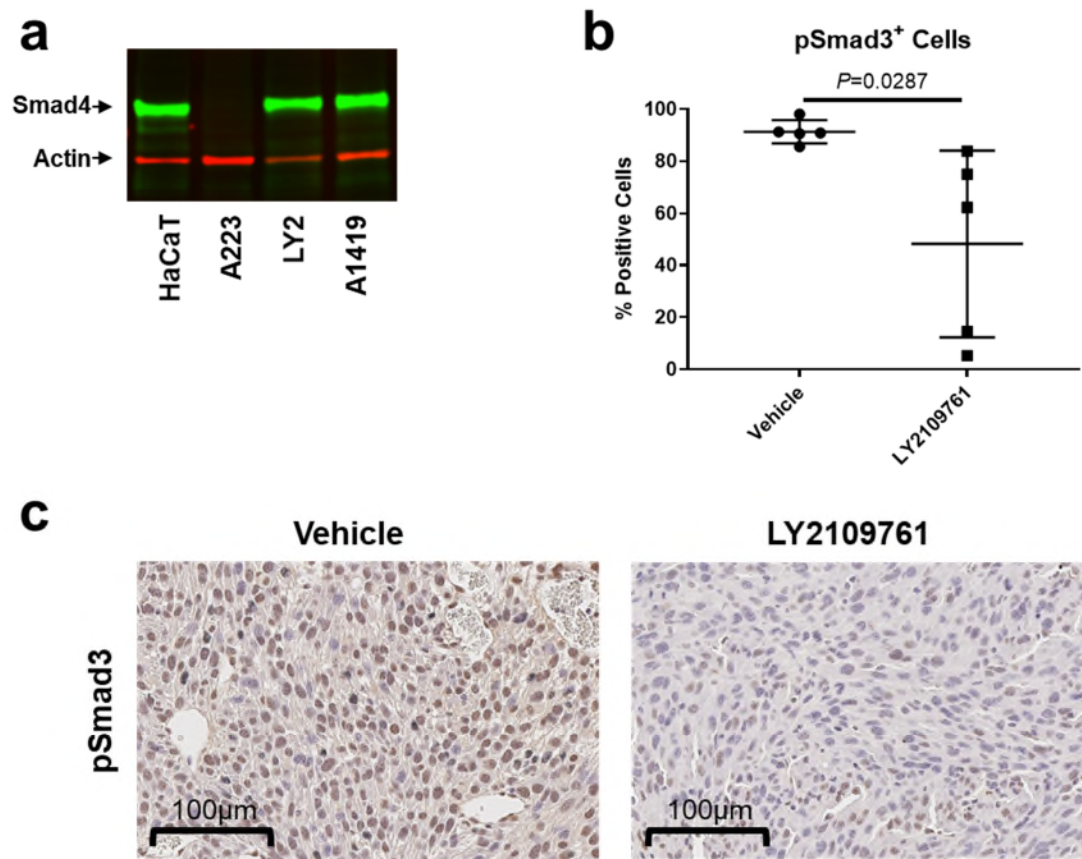 a
Smad4
Actin
HaCaT
A223
LY2
A1419
b
pSmad3⁺ Cells
P=0.0287
100
80
60
40
20
0
% Positive Cells
Vehicle
LY2109761
c
Vehicle
LY2109761
pSmad3
100μm
100μm